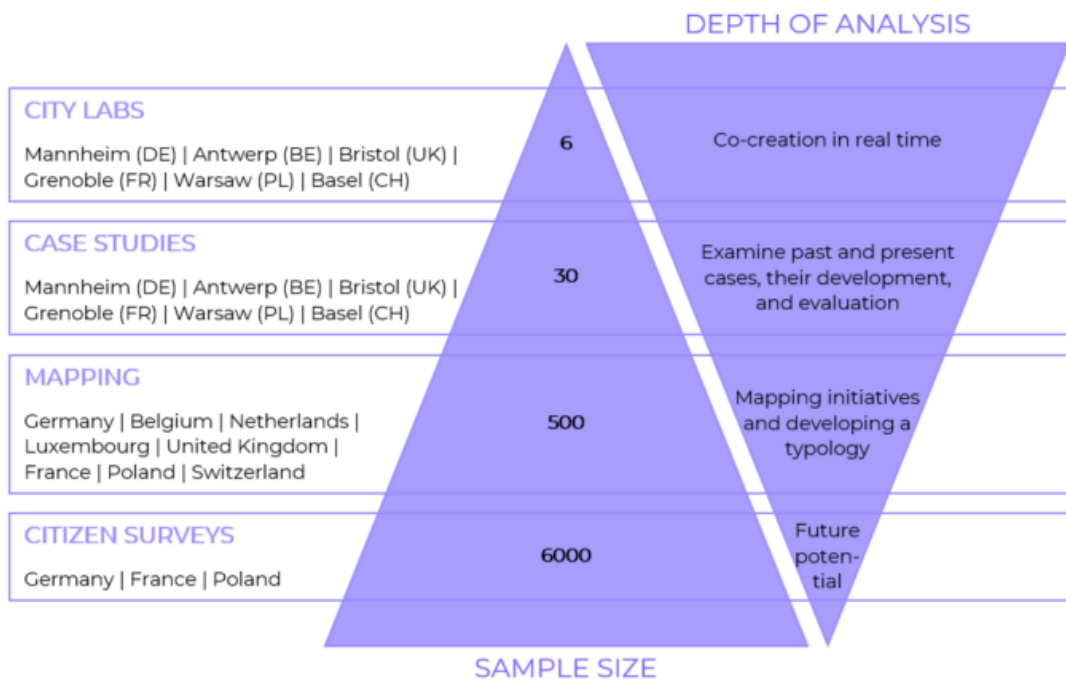 DEPTH OF ANALYSIS
CITY LABS
Mannheim (DE) | Antwerp (BE) | Bristol (UK) |
Grenoble (FR) | Warsaw (PL) | Basel (CH)
6
Co-creation in real time
CASE STUDIES
Mannheim (DE) | Antwerp (BE) | Bristol (UK) |
Grenoble (FR) | Warsaw (PL) | Basel (CH)
30
Examine past and present
cases, their development,
and evaluation
MAPPING
Germany | Belgium | Netherlands |
Luxembourg | United Kingdom |
France | Poland | Switzerland
500
Mapping initiatives
and developing a
typology
CITIZEN SURVEYS
Germany | France | Poland
6000
Future
poten-
tial
SAMPLE SIZE